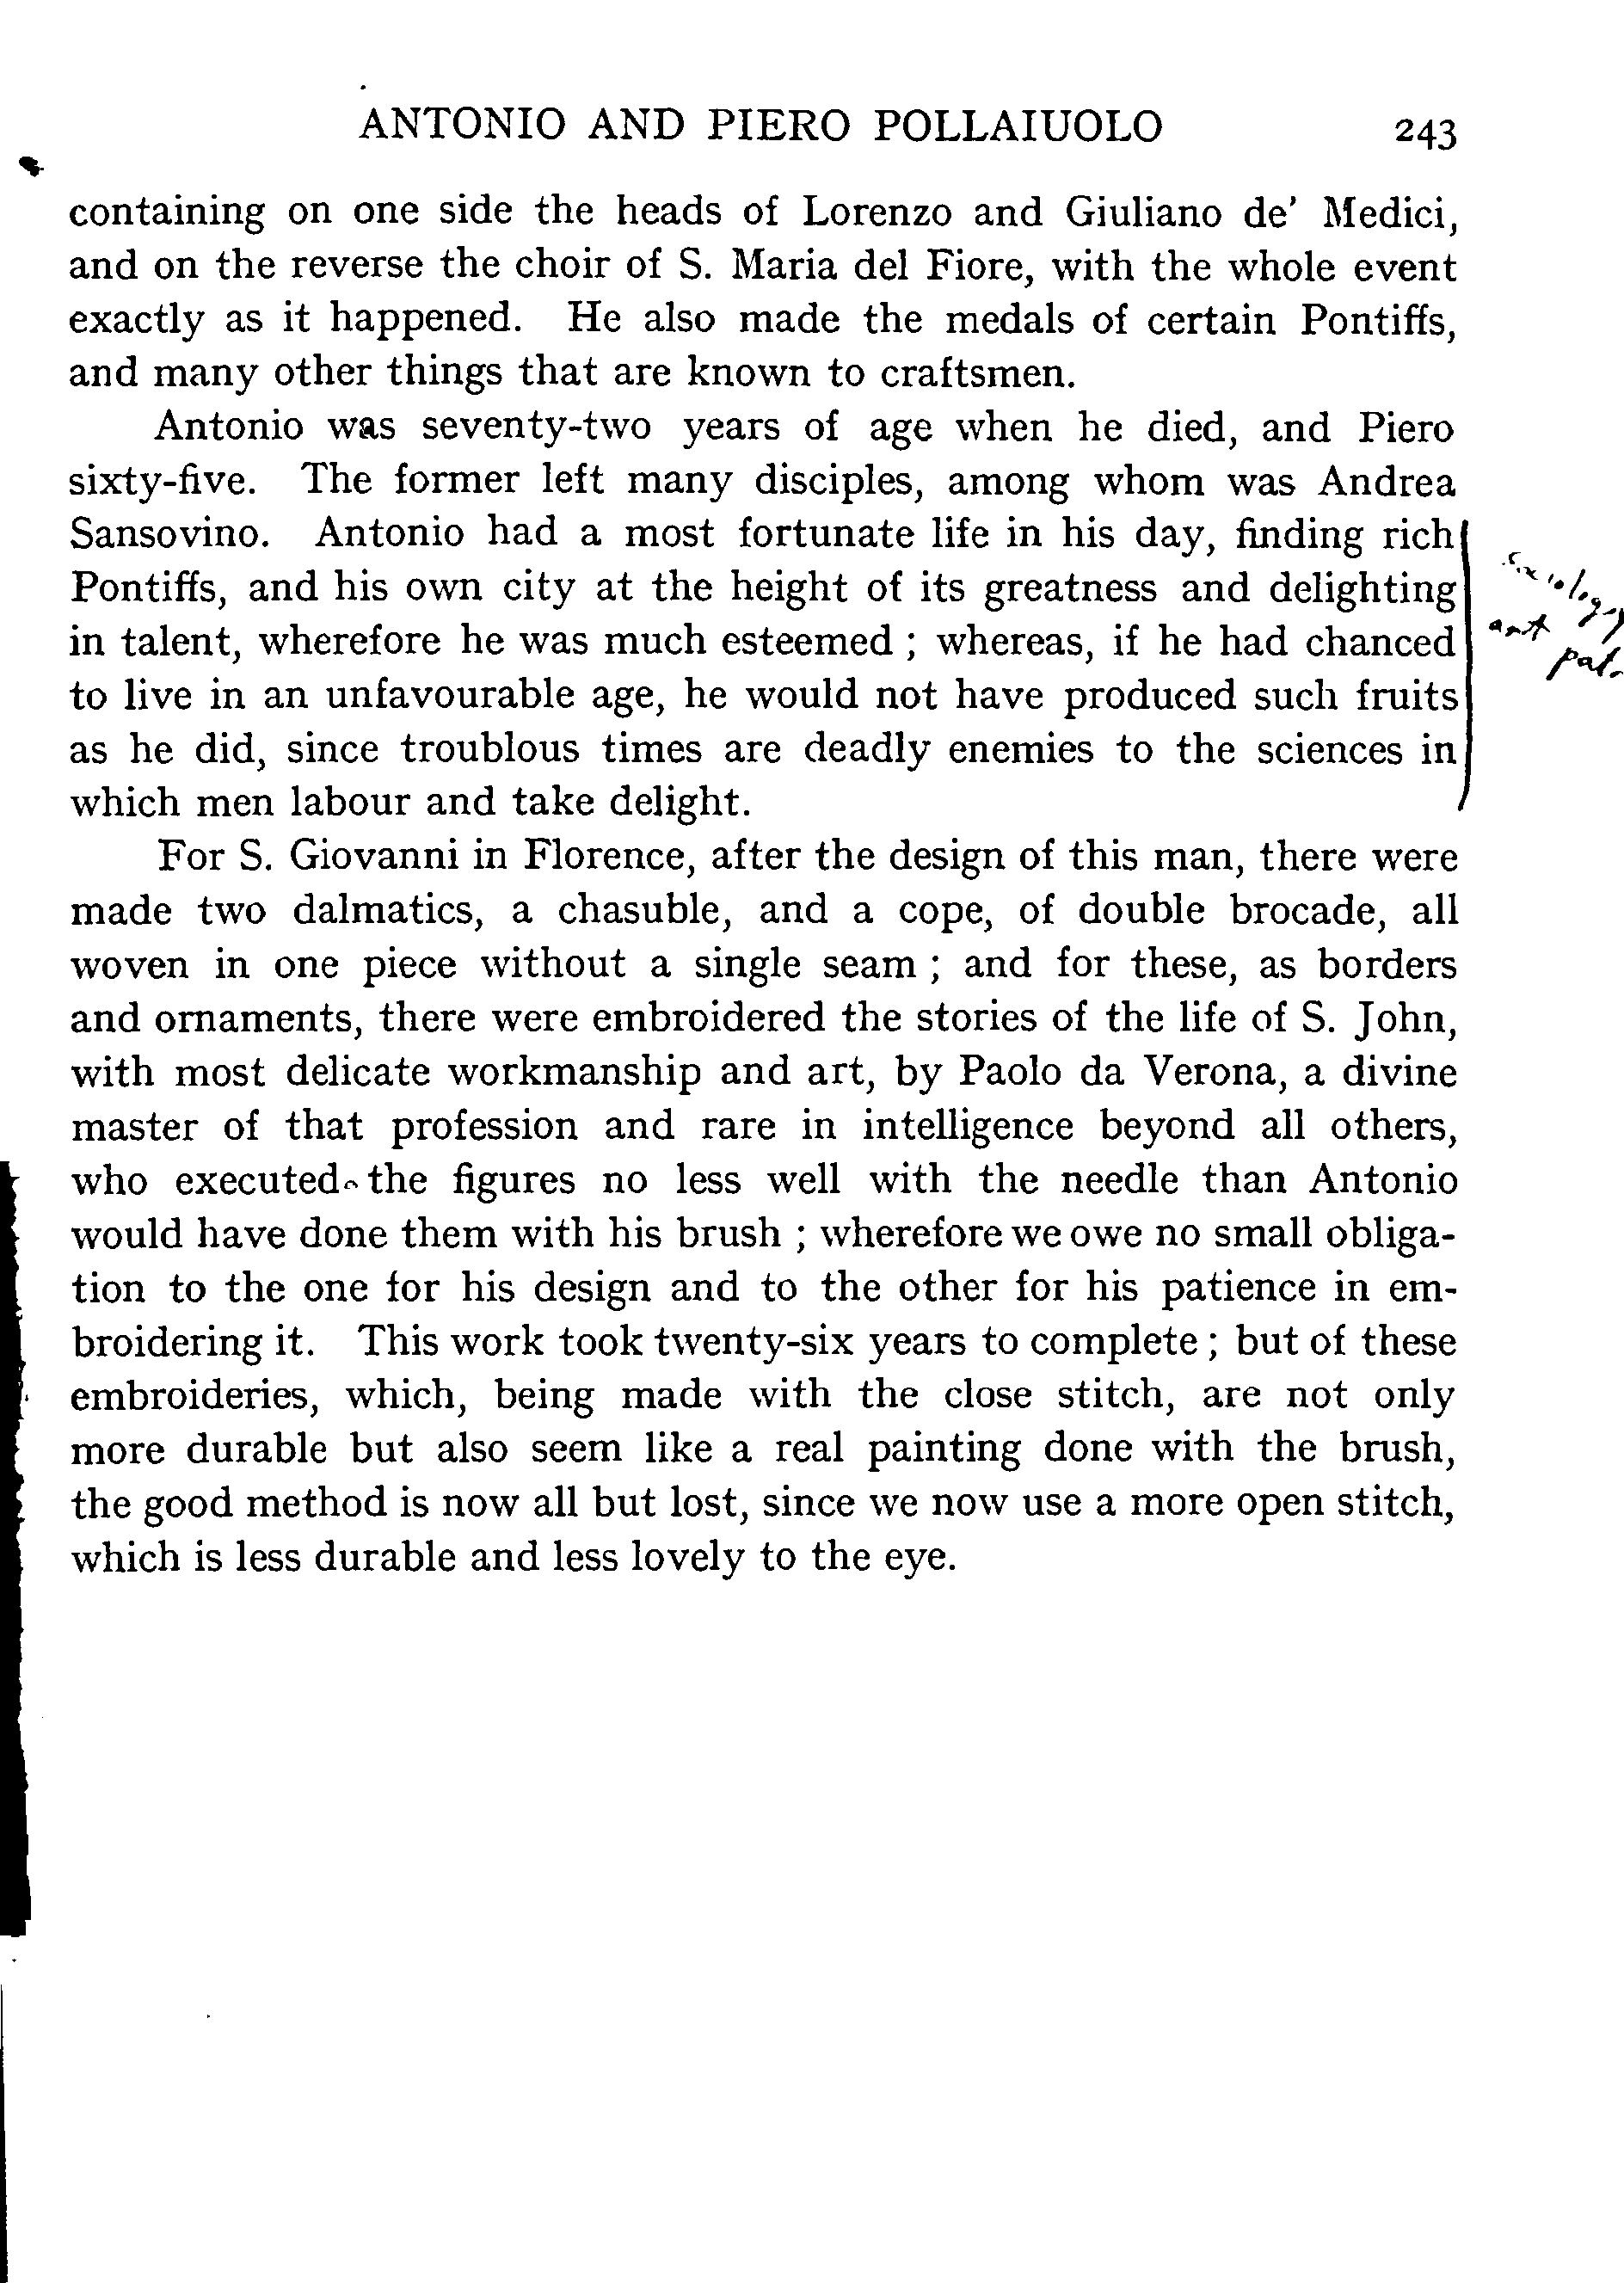 ANTONIO AND PIERO POLLAIUOLO 243
containing on one side the heads of Lorenzo and Giuliano de' Medici,
and on the reverse the choir of S. Maria del Fiore, with the whole event
exactly as it happened. He also made the medals of certain Pontiffs,
and many other things that are known to craftsmen.
Antonio was seventy-two years of age when he died, and Piero
sixty-five. The former left many disciples, among whom was Andrea
Sansovino. Antonio had a most fortunate life in his day, finding rich
Pontiffs, and his own city at the height of its greatness and delighting
in talent, wherefore he was much esteemed ; whereas, if he had chanced
to live in an unfavourable age, he would not have produced such fruits
as he did, since troublous times are deadly enemies to the sciences in
which men labour and take delight.
For S. Giovanni in Florence, after the design of this man, there were
made two dalmatics, a chasuble, and a cope, of double brocade, all
woven in one piece without a single seam ; and for these, as borders
and ornaments, there were embroidered the stories of the life of S. John,
with most delicate workmanship and art, by Paolo da Verona, a divine
master of that profession and rare in intelligence beyond all others,
who executed the figures no less well with the needle than Antonio
would have done them with his brush ; wherefore we owe no small obliga-
tion to the one for his design and to the other for his patience in em-
broidering it. This work took twenty-six years to complete ; but of these
embroideries, which, being made with the close stitch, are not only
more durable but also seem like a real painting done with the brush,
the good method is now all but lost, since we now use a more open stitch,
which is less durable and less lovely to the eye.
art